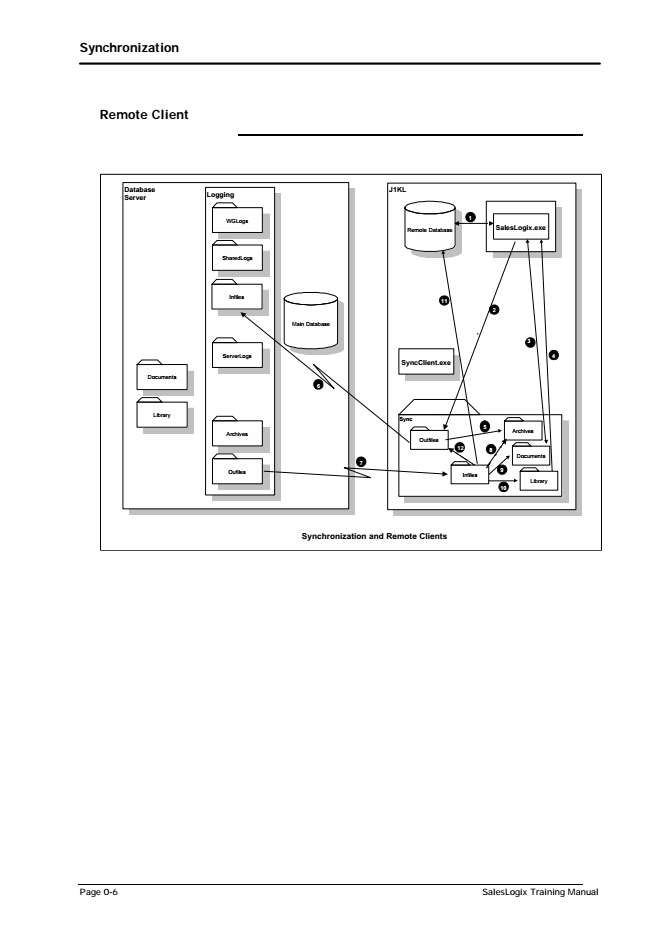 Synchronization
Remote Client
Database
Server
Logging
WGLogs
SharedLogs
Infiles
Main Database
ServerLogs
Documents
Library
Archives
Outfiles
J1KL
Remote Database
1
SalesLogix.exe
11
2
3
4
SyncClient.exe
6
Sync
5
Archives
Outfiles
12
8
Documents
7
9
Infiles
10
Library
Synchronization and Remote Clients
Page 0-6
SalesLogix Training Manual